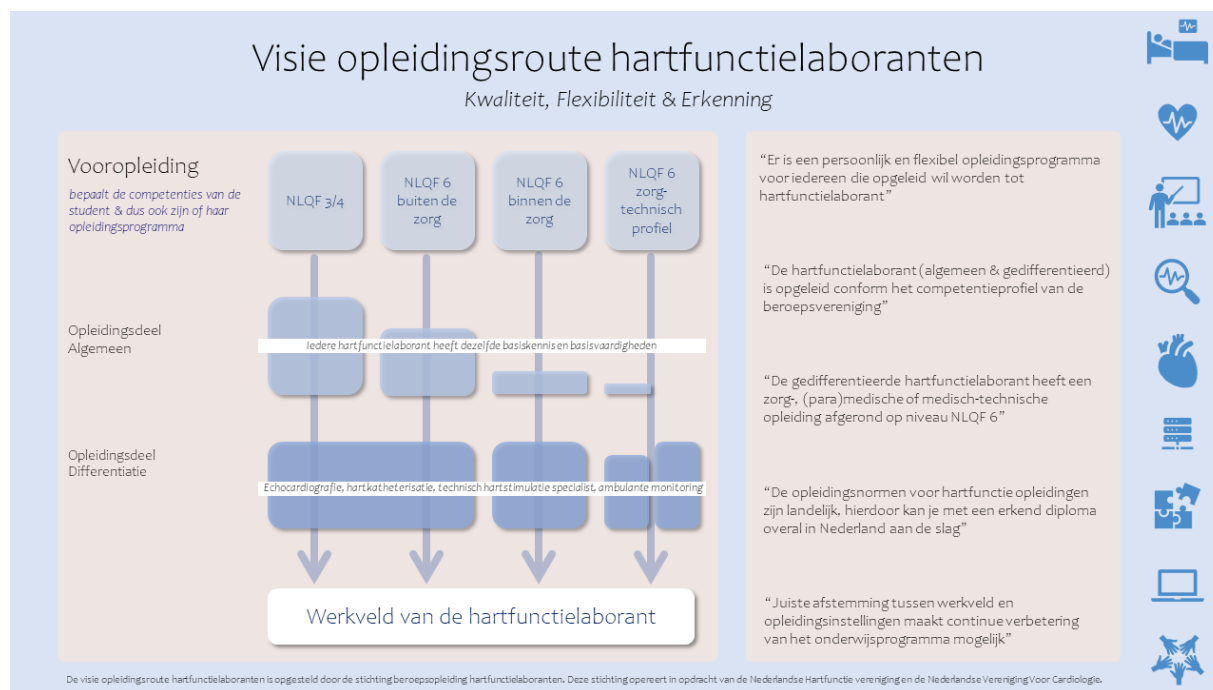 Visie opleidingsroute hartfunctielaboranten
Kwaliteit, Flexibiliteit & Erkenning
Vooropleiding
bepaalt de competenties van de
student & dus ook zijn of haar
opleidingsprogramma
NLQF 3/4
NLQF 6
buiten de
zorg
NLQF 6
binnen de
zorg
NLQF 6
zorg-
technisch
profiel
Opleidingsdeel
Algemeen
Iedere hartfunctielaborant heeft dezelfde basiskennis en basisvaardigheden
Opleidingsdeel
Differentiatie
Echocardiografie, hartkatheterisatie, technisch hartstimulatie specialist, ambulante monitoring
Werkveld van de hartfunctielaborant
“Er is een persoonlijk en flexibel opleidingsprogramma
voor iedereen die opgeleid wil worden tot
hartfunctielaborant”
“De hartfunctielaborant (algemeen & gedifferentieerd)
is opgeleid conform het competentieprofiel van de
beroepsvereniging”
“De gedifferentieerde hartfunctielaborant heeft een
zorg-, (para)medische of medisch-technische
opleiding afgerond op niveau NLQF 6”
“De opleidingsnormen voor hartfunctie opleidingen
zijn landelijk, hierdoor kan je met een erkend diploma
overal in Nederland aan de slag”
“Juiste afstemming tussen werkveld en
opleidingsinstellingen maakt continue verbetering
van het onderwijsprogramma mogelijk”
De visie opleidingsroute hartfunctielaboranten is opgesteld door de stichting beroepsopleiding hartfunctielaboranten. Deze stichting opereert in opdracht van de Nederlandse Hartfunctie vereniging en de Nederlandse Vereniging Voor Cardiologie.